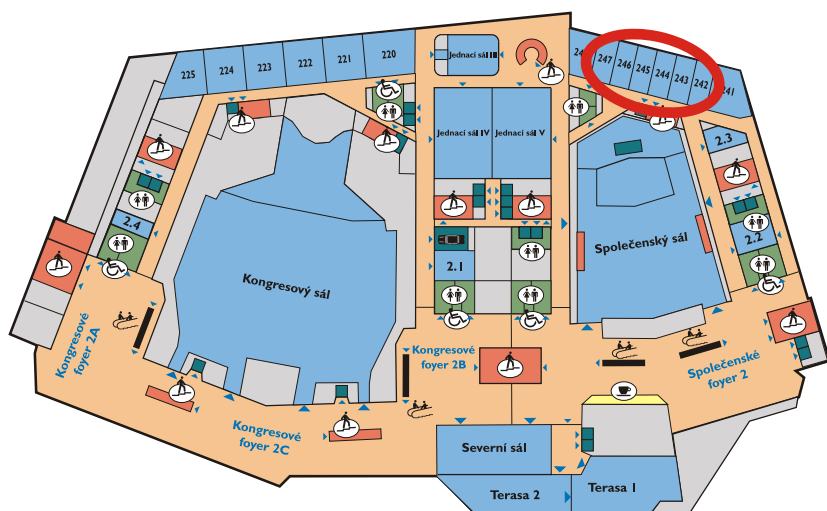 225
224
223
222
221
220
Jednací sál III
247
246
245
244
243
242
241
Jednací sál IV
Jednací sál V
2.3
2.4
2.2
2.1
Společenský sál
Kongresový sál
Kongresové
foyer 2A
Kongresové
foyer 2B
Společenské
foyer 2
Kongresové
foyer 2C
Severní sál
Terasa 2
Terasa 1